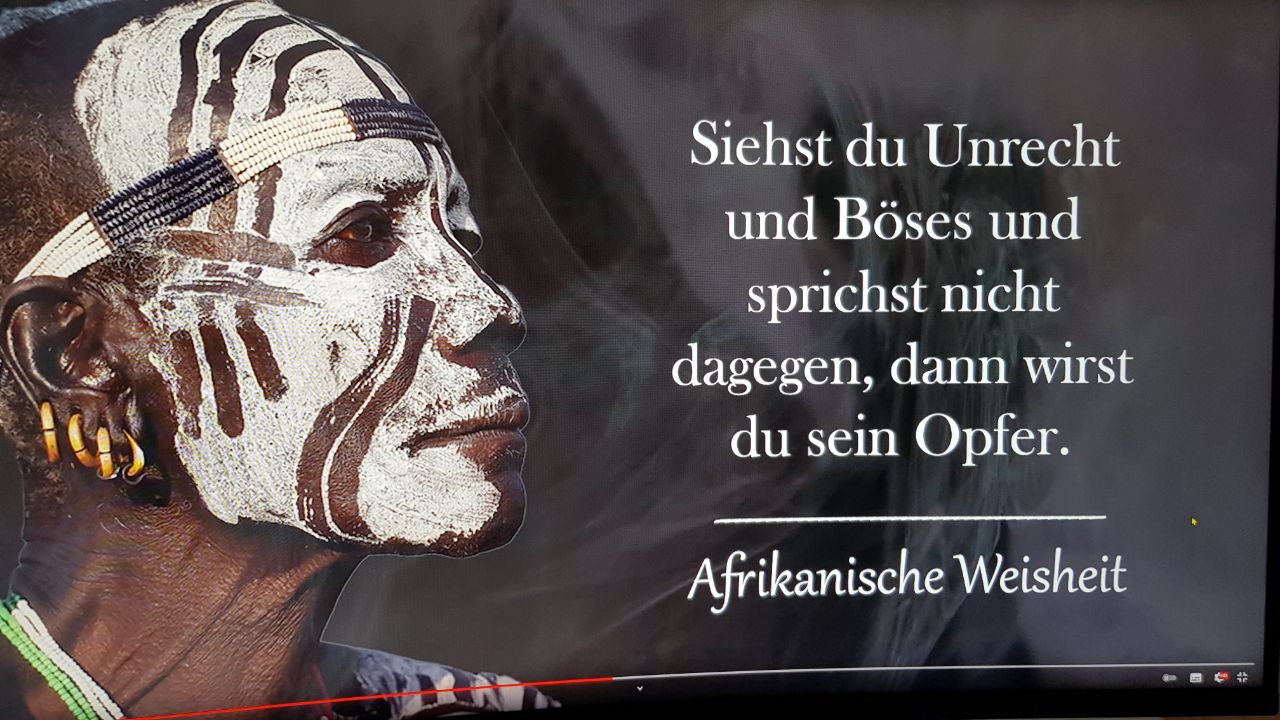 Siehst du Unrecht
und Böses und
sprichst nicht
dagegen, dann wirst
du sein Opfer.
Afrikanische Weisheit